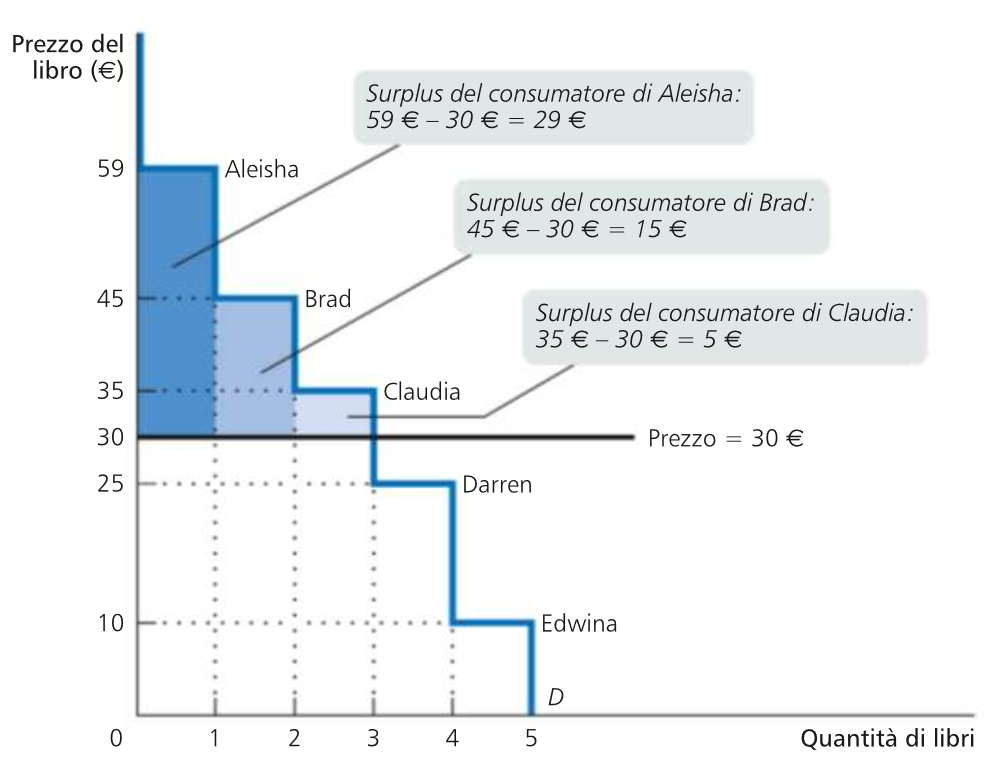 Prezzo del
libro (€)
Surplus del consumatore di Aleisha:
59 € – 30 € = 29 €
59
Aleisha
Surplus del consumatore di Brad:
45 € – 30 € = 15 €
45
Brad
Surplus del consumatore di Claudia:
35 € – 30 € = 5 €
35
Claudia
30
Prezzo = 30 €
25
Darren
10
Edwina
D
0 1 2 3 4 5 Quantità di libri